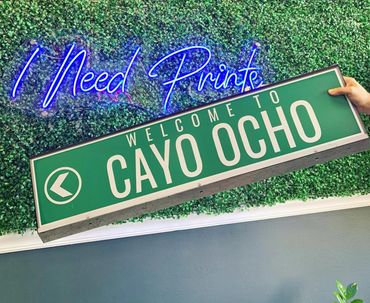 I Need Prints
WELCOME TO
CAYO OCHO